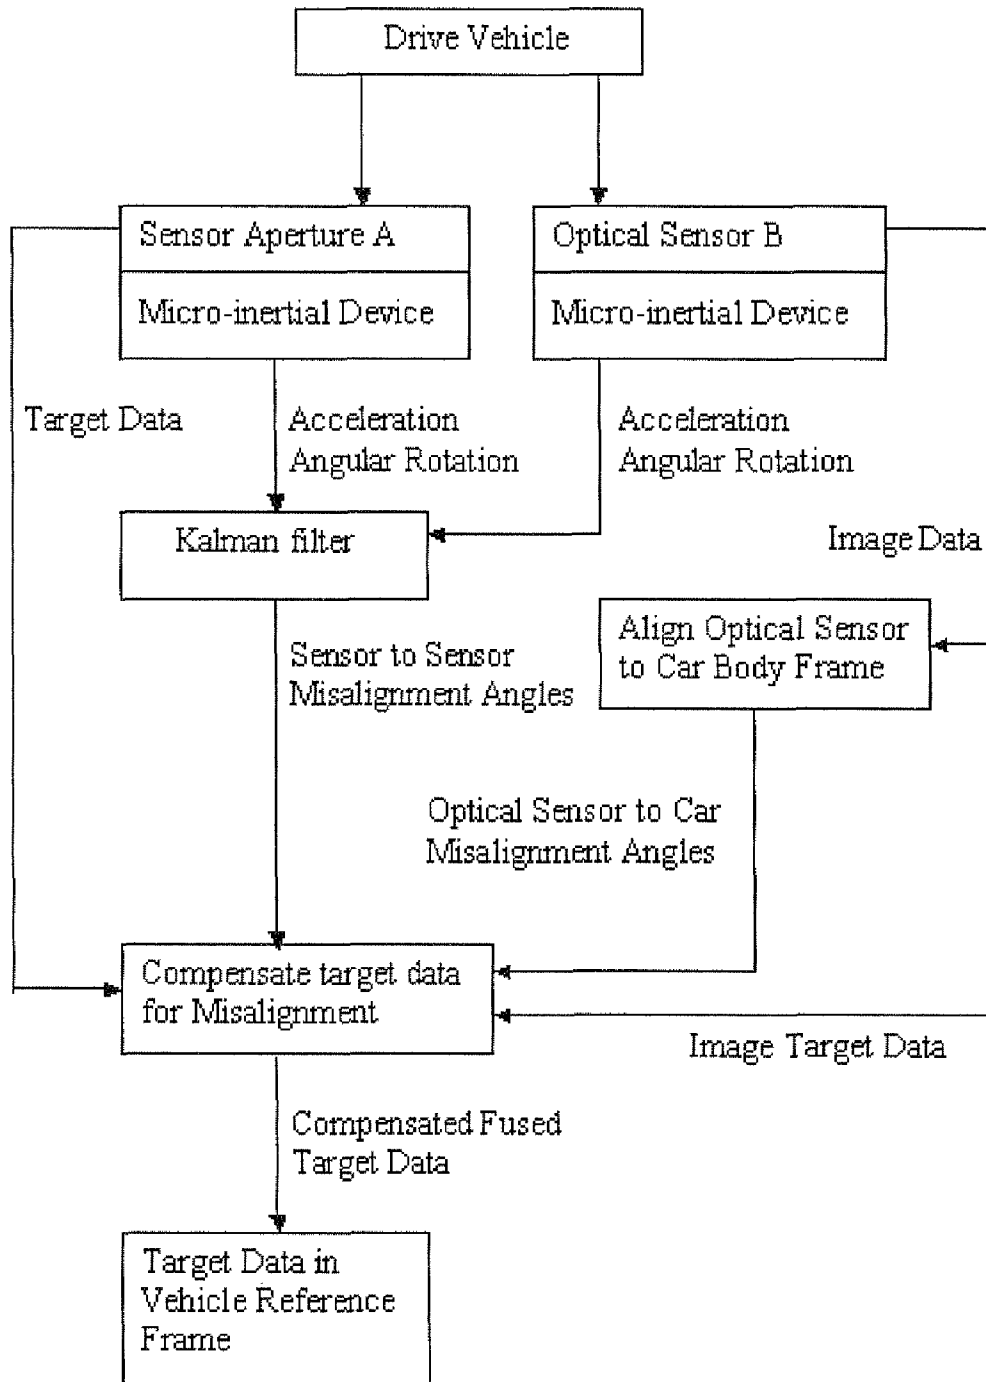 Drive Vehicle
Sensor Aperture A
Micro-inertial Device
Optical Sensor B
Micro-inertial Device
Target Data
Acceleration
Angular Rotation
Acceleration
Angular Rotation
Kalman filter
Image Data
Align Optical Sensor
to Car Body Frame
Sensor to Sensor
Misalignment Angles
Optical Sensor to Car
Misalignment Angles
Compensate target data
for Misalignment
Image Target Data
Compensated Fused
Target Data
Target Data in
Vehicle Reference
Frame